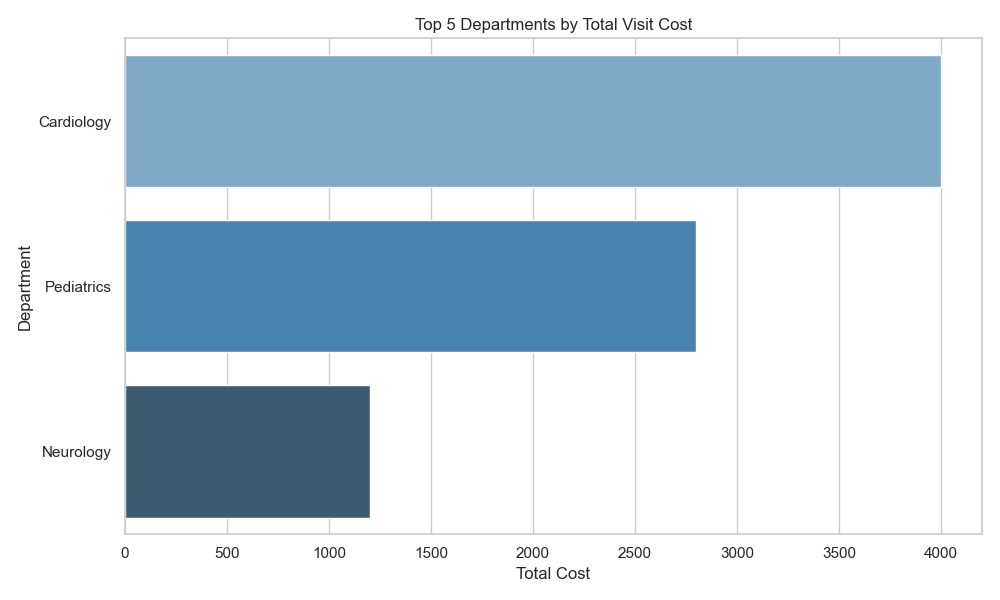 Top 5 Departments by Total Visit Cost
Department
Cardiology
Pediatrics
Neurology
0 500 1000 1500 2000 2500 3000 3500 4000
Total Cost